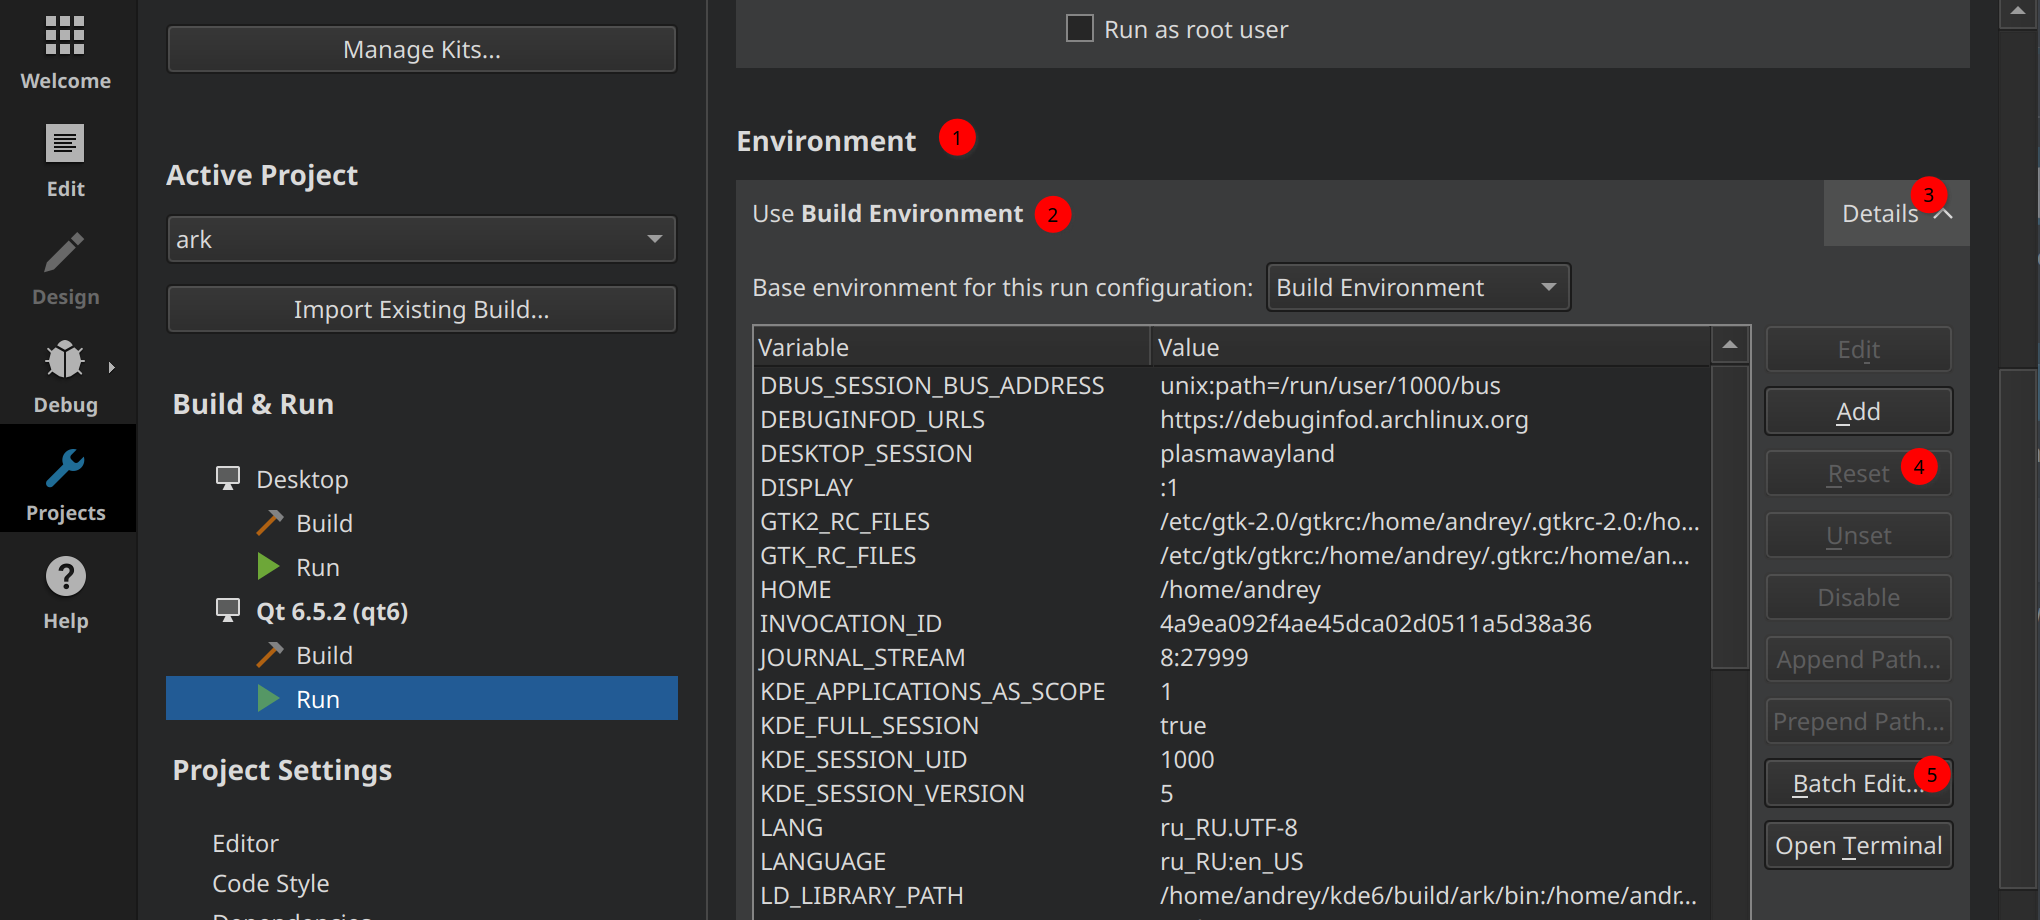 Welcome
Edit
Design
Debug
Projects
Help
Manage Kits...
Active Project
ark
Import Existing Build...
Build & Run
Desktop
Build
Run
Qt 6.5.2 (qt6)
Build
Run
Project Settings
Editor
Code Style
Dependencies
Run as root user
Environment 1
Use Build Environment 2
Details 3
Base environment for this run configuration: Build Environment
Variable Value
DBUS_SESSION_BUS_ADDRESS unix:path=/run/user/1000/bus
DEBUGINFOD_URLS https://debuginfod.archlinux.org
DESKTOP_SESSION plasmawayland
DISPLAY :1
GTK2_RC_FILES /etc/gtk-2.0/gtkrc:/home/andrey/.gtkrc-2.0:/ho...
GTK_RC_FILES /etc/gtk/gtkrc:/home/andrey/.gtkrc:/home/an...
HOME /home/andrey
INVOCATION_ID 4a9ea092f4ae45dca02d0511a5d38a36
JOURNAL_STREAM 8:27999
KDE_APPLICATIONS_AS_SCOPE 1
KDE_FULL_SESSION true
KDE_SESSION_UID 1000
KDE_SESSION_VERSION 5
LANG ru_RU.UTF-8
LANGUAGE ru_RU:en_US
LD_LIBRARY_PATH /home/andrey/kde6/build/ark/bin:/home/andr...
Edit
Add
Reset 4
Unset
Disable
Append Path...
Prepend Path...
Batch Edit... 5
Open Terminal